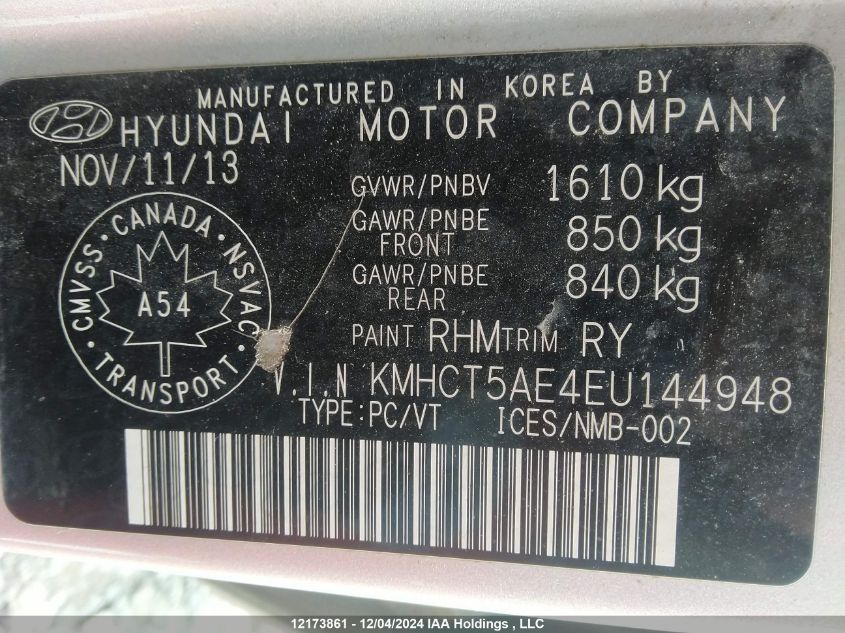 MANUFACTURED IN KOREA BY
HYUNDAI MOTOR COMPANY
NOV/11/13
GVWR/PNBV 1610 kg
GAWR/PNBE FRONT 850 kg
GAWR/PNBE REAR 840 kg
CMVSS · CANADA · NSVAC · TRANSPORT ·
A54
PAINT RHM TRIM RY
V.I.N KMHCT5AE4EU144948
TYPE:PC/VT ICES/NMB-002
12173861 - 12/04/2024 IAA Holdings , LLC